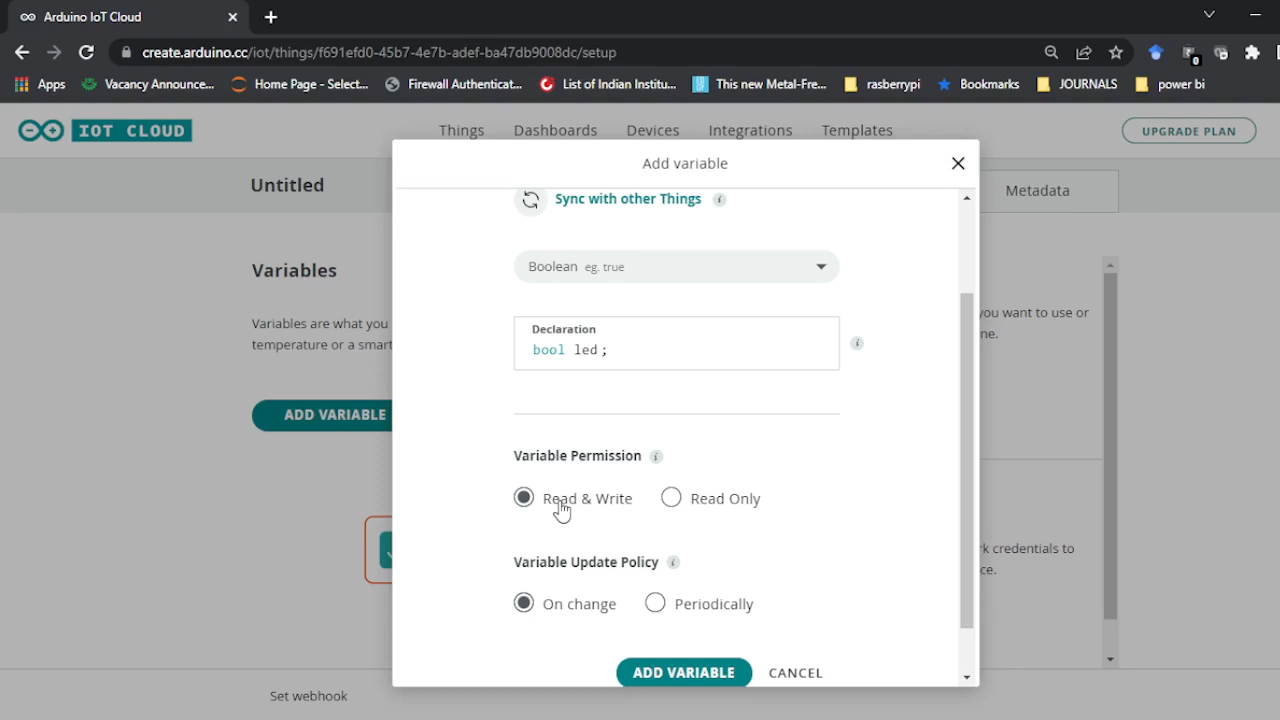 Arduino IoT Cloud
create.arduino.cc/iot/things/f691efd0-45b7-4e7b-adef-ba47db9008dc/setup
0
Apps Vacancy Announce... Home Page - Select... Firewall Authenticat... List of Indian Institu... This new Metal-Fre... rasberrypi Bookmarks JOURNALS power bi
IOT CLOUD Things Dashboards Devices Integrations Templates UPGRADE PLAN
Untitled
Metadata
Variables
Variables are what you
temperature or a smart
ADD VARIABLE
you want to use or
ne.
rk credentials to
ce.
Set webhook
Add variable
Sync with other Things i
Boolean eg. true
Declaration
bool led;
i
Variable Permission i
Read & Write Read Only
Variable Update Policy i
On change Periodically
ADD VARIABLE CANCEL